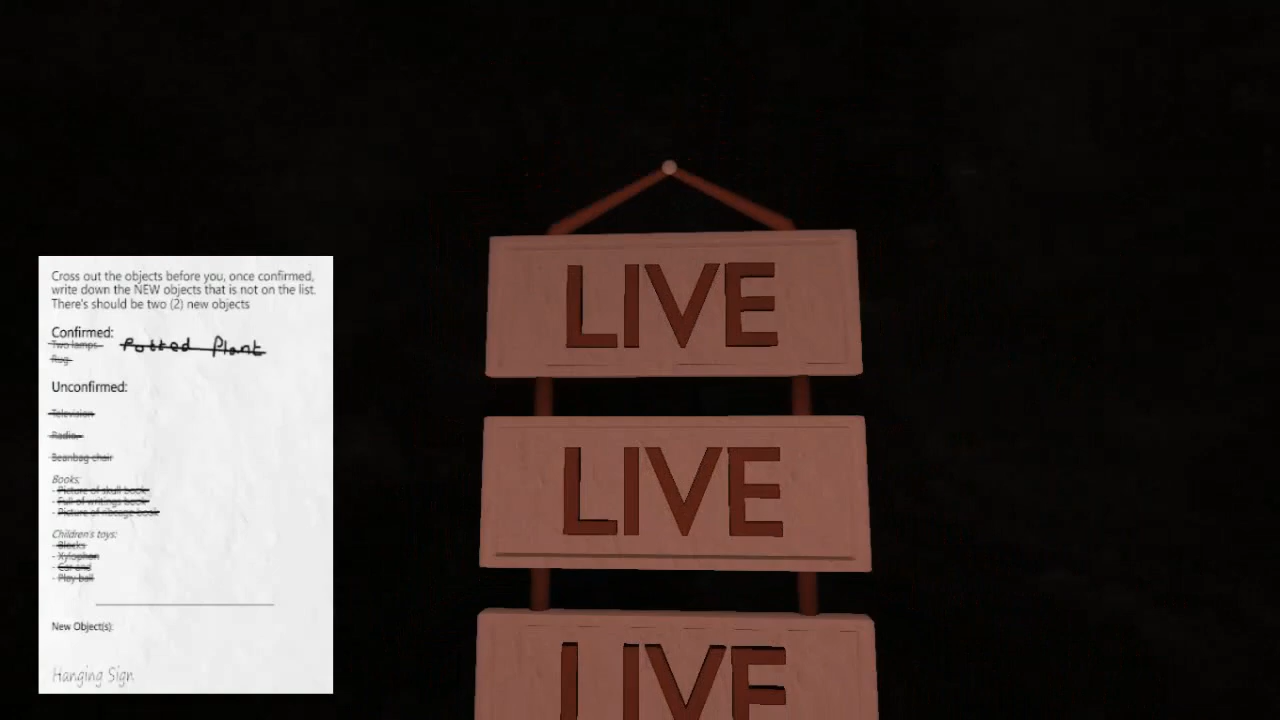 Cross out the objects before you, once confirmed,
write down the NEW objects that is not on the list.
There's should be two (2) new objects
Confirmed:
Two lamps
Potted Plant
Rug
Unconfirmed:
Television
Radio
Beanbag chair
Books:
- Picture of skull book
- Full of writings book
- Picture of ribcage book
Children's toys:
- Blocks
- Xylophon
- Play ball
New Object(s):
Hanging Sign
LIVE
LIVE
LIVE